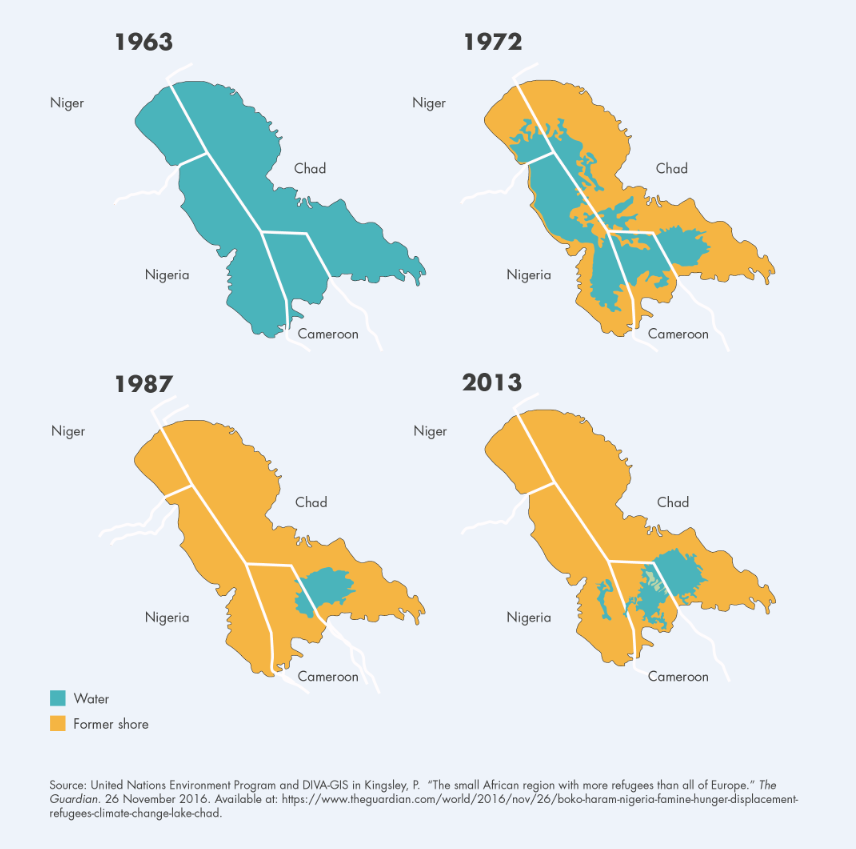 1963
Niger
Chad
Nigeria
Cameroon
1972
Niger
Chad
Nigeria
Cameroon
1987
Niger
Chad
Nigeria
Cameroon
2013
Niger
Chad
Nigeria
Cameroon
Water
Former shore
Source: United Nations Environment Program and DIVA-GIS in Kingsley, P. “The small African region with more refugees than all of Europe.” The
Guardian. 26 November 2016. Available at: https://www.theguardian.com/world/2016/nov/26/boko-haram-nigeria-famine-hunger-displacement-
refugees-climate-change-lake-chad.